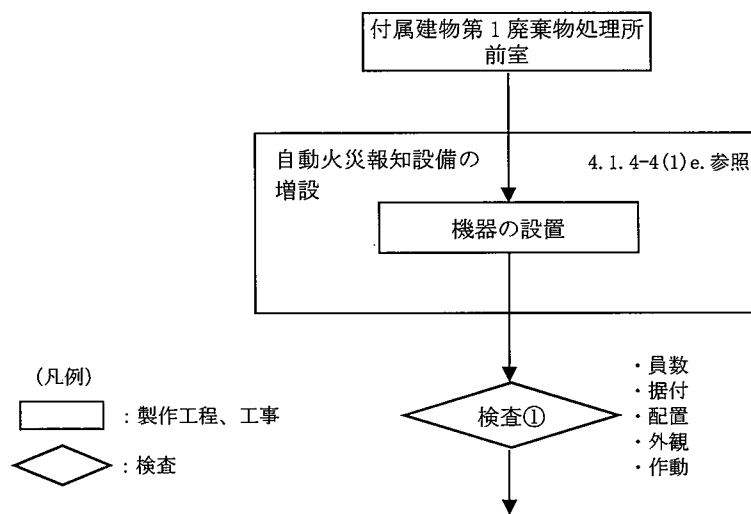 付属建物第1廃棄物処理所
前室
自動火災報知設備の
増設
4.1.4-4(1)e.参照
機器の設置
検査①
・員数
・据付
・配置
・外観
・作動
(凡例)
：製作工程、工事
：検査